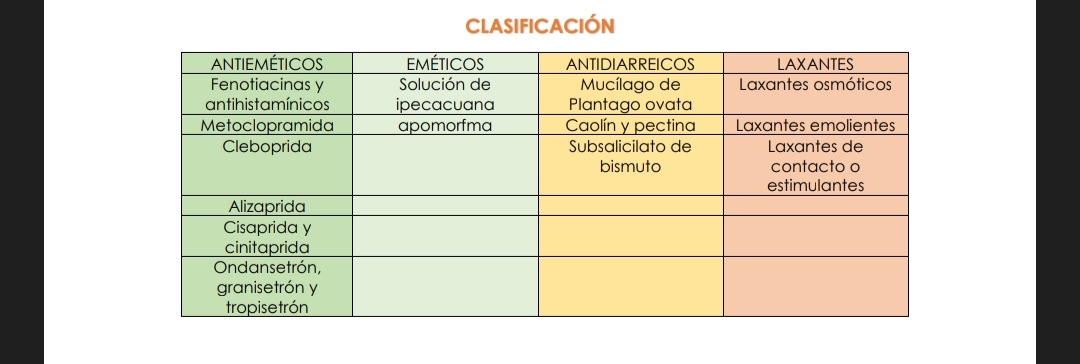 CLASIFICACIÓN
ANTIEMÉTICOS EMÉTICOS ANTIDIARREICOS LAXANTES
Fenotiacinas y Solución de Mucílago de Laxantes osmóticos
antihistamínicos ipecacuana Plantago ovata
Metoclopramida apomorfma Caolín y pectina Laxantes emolientes
Cleboprida Subsalicilato de Laxantes de
bismuto contacto o
estimulantes
Alizaprida
Cisaprida y
cinitaprida
Ondansetrón,
granisetrón y
tropisetrón